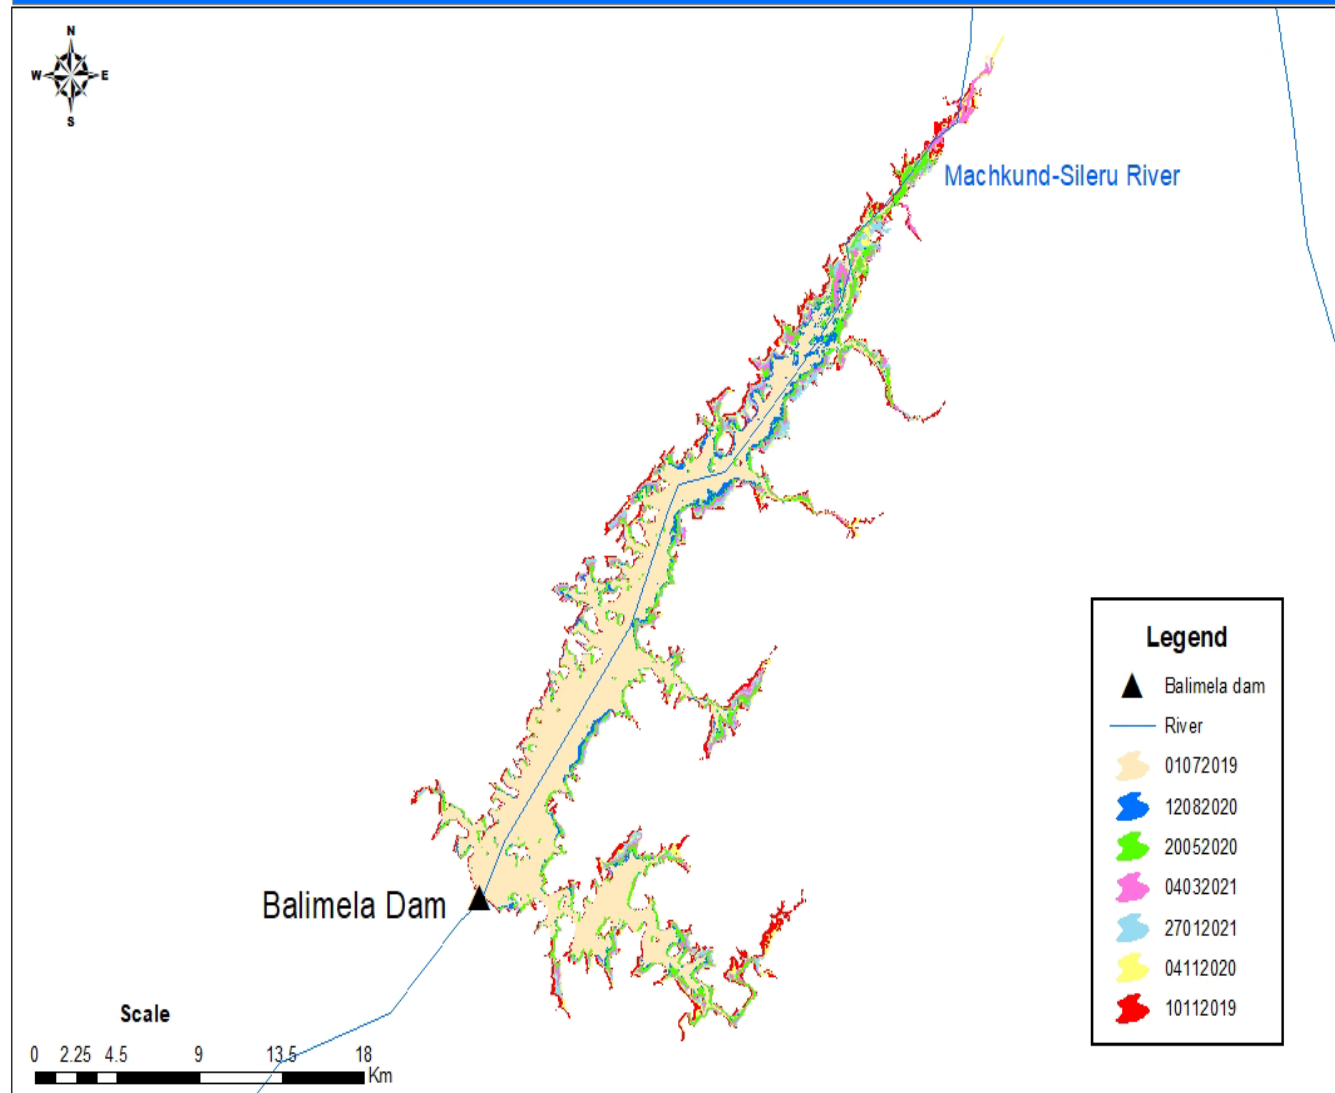 N
W E
S
Machkund-Sileru River
Balimela Dam
Scale
0 2.25 4.5 9 13.5 18
Km
Legend
Balimela dam
River
01072019
12082020
20052020
04032021
27012021
04112020
10112019